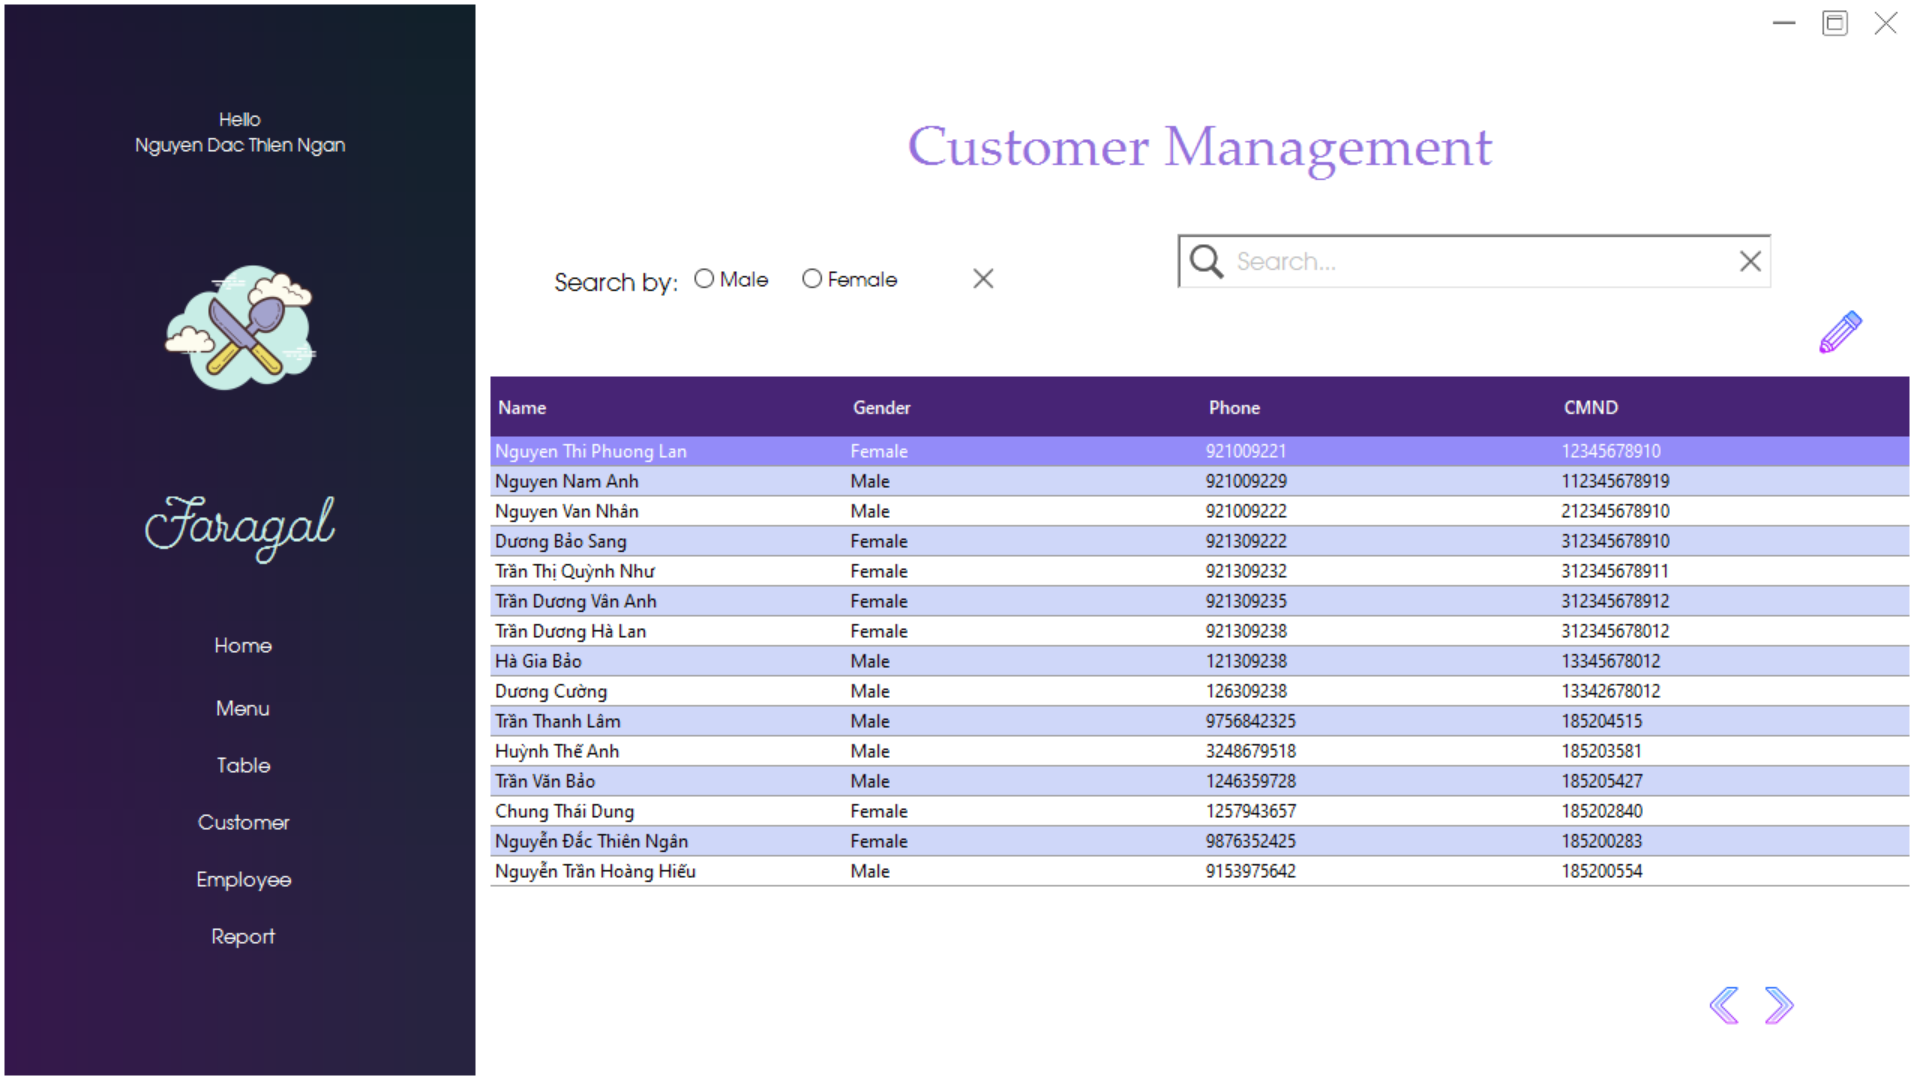 Hello
Nguyen Dac Thien Ngan
Faragal
Home
Menu
Table
Customer
Employee
Report
Customer Management
Search by: Male Female
Search...
Name Gender Phone CMND
Nguyen Thi Phuong Lan Female 921009221 12345678910
Nguyen Nam Anh Male 921009229 112345678919
Nguyen Van Nhân Male 921009222 212345678910
Dương Bảo Sang Female 921309222 312345678910
Trần Thị Quỳnh Như Female 921309232 312345678911
Trần Dương Vân Anh Female 921309235 312345678912
Trần Dương Hà Lan Female 921309238 312345678012
Hà Gia Bảo Male 121309238 13345678012
Dương Cường Male 126309238 13342678012
Trần Thanh Lâm Male 9756842325 185204515
Huỳnh Thế Anh Male 3248679518 185203581
Trần Văn Bảo Male 1246359728 185205427
Chung Thái Dung Female 1257943657 185202840
Nguyễn Đắc Thiên Ngân Female 9876352425 185200283
Nguyễn Trần Hoàng Hiếu Male 9153975642 185200554